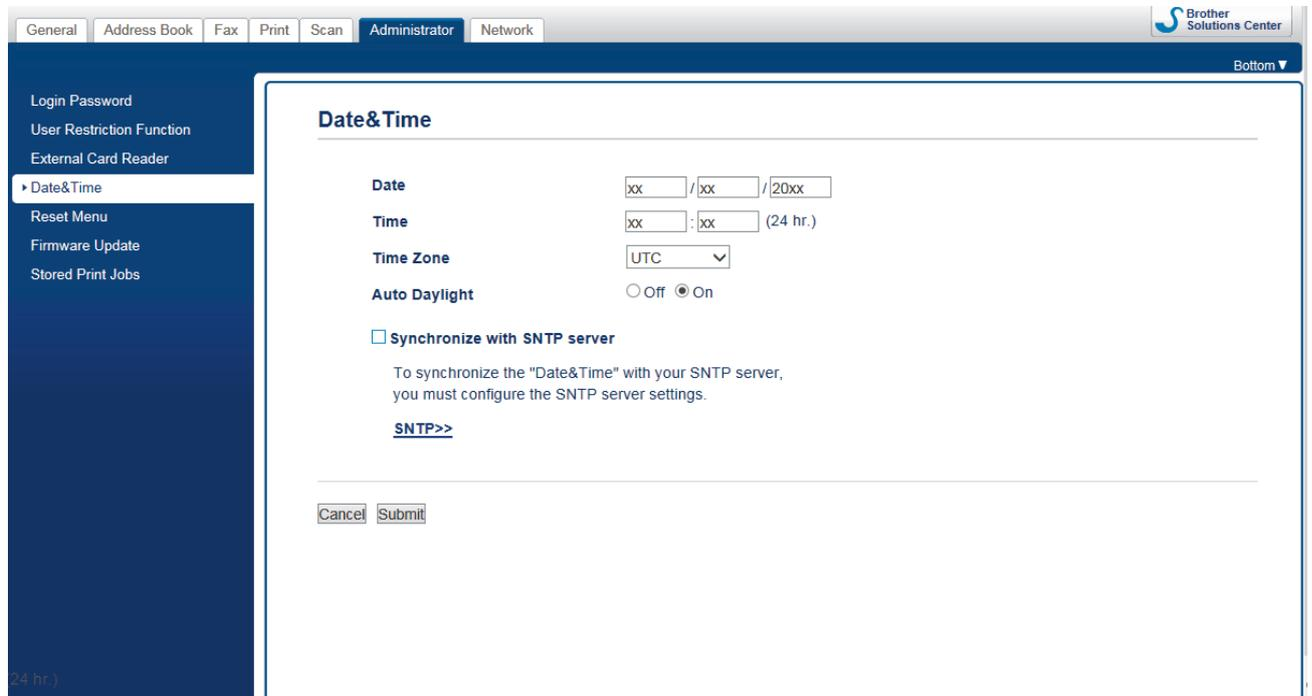 General Address Book Fax Print Scan Administrator Network
Brother
Solutions Center
Bottom▼
Login Password
User Restriction Function
External Card Reader
Date&Time
Reset Menu
Firmware Update
Stored Print Jobs
Date&Time
Date xx / xx / 20xx
Time xx : xx (24 hr.)
Time Zone UTC
Auto Daylight Off On
Synchronize with SNTP server
To synchronize the "Date&Time" with your SNTP server,
you must configure the SNTP server settings.
SNTP>>
Cancel Submit
(24 hr.)